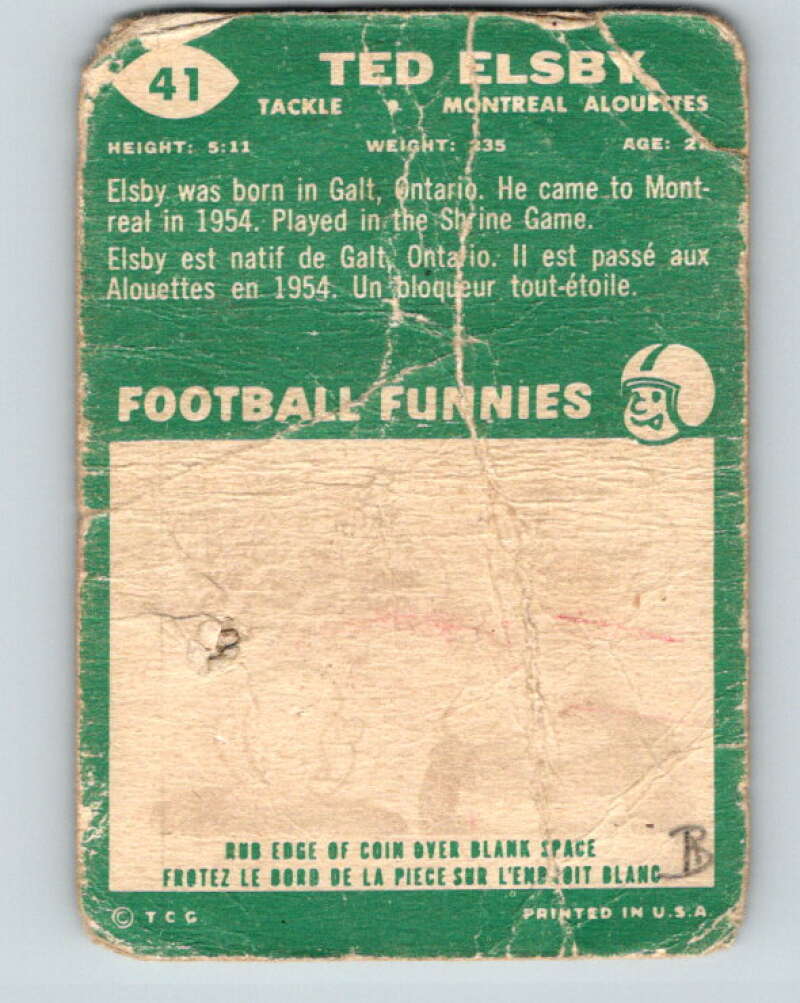 41 TED ELSBY
TACKLE • MONTREAL ALOUETTES
HEIGHT: 5:11 WEIGHT: 235 AGE:
Elsby was born in Galt, Ontario. He came to Mont-
real in 1954. Played in the Shrine Game.
Elsby est natif de Galt, Ontario. Il est passé aux
Alouettes en 1954. Un bloqueur tout-étoile.
FOOTBALL FUNNIES
RUB EDGE OF COIN OVER BLANK SPACE
FROTEZ LE BORD DE LA PIECE SUR L'ENDROIT BLANC
© T C G PRINTED IN U.S.A